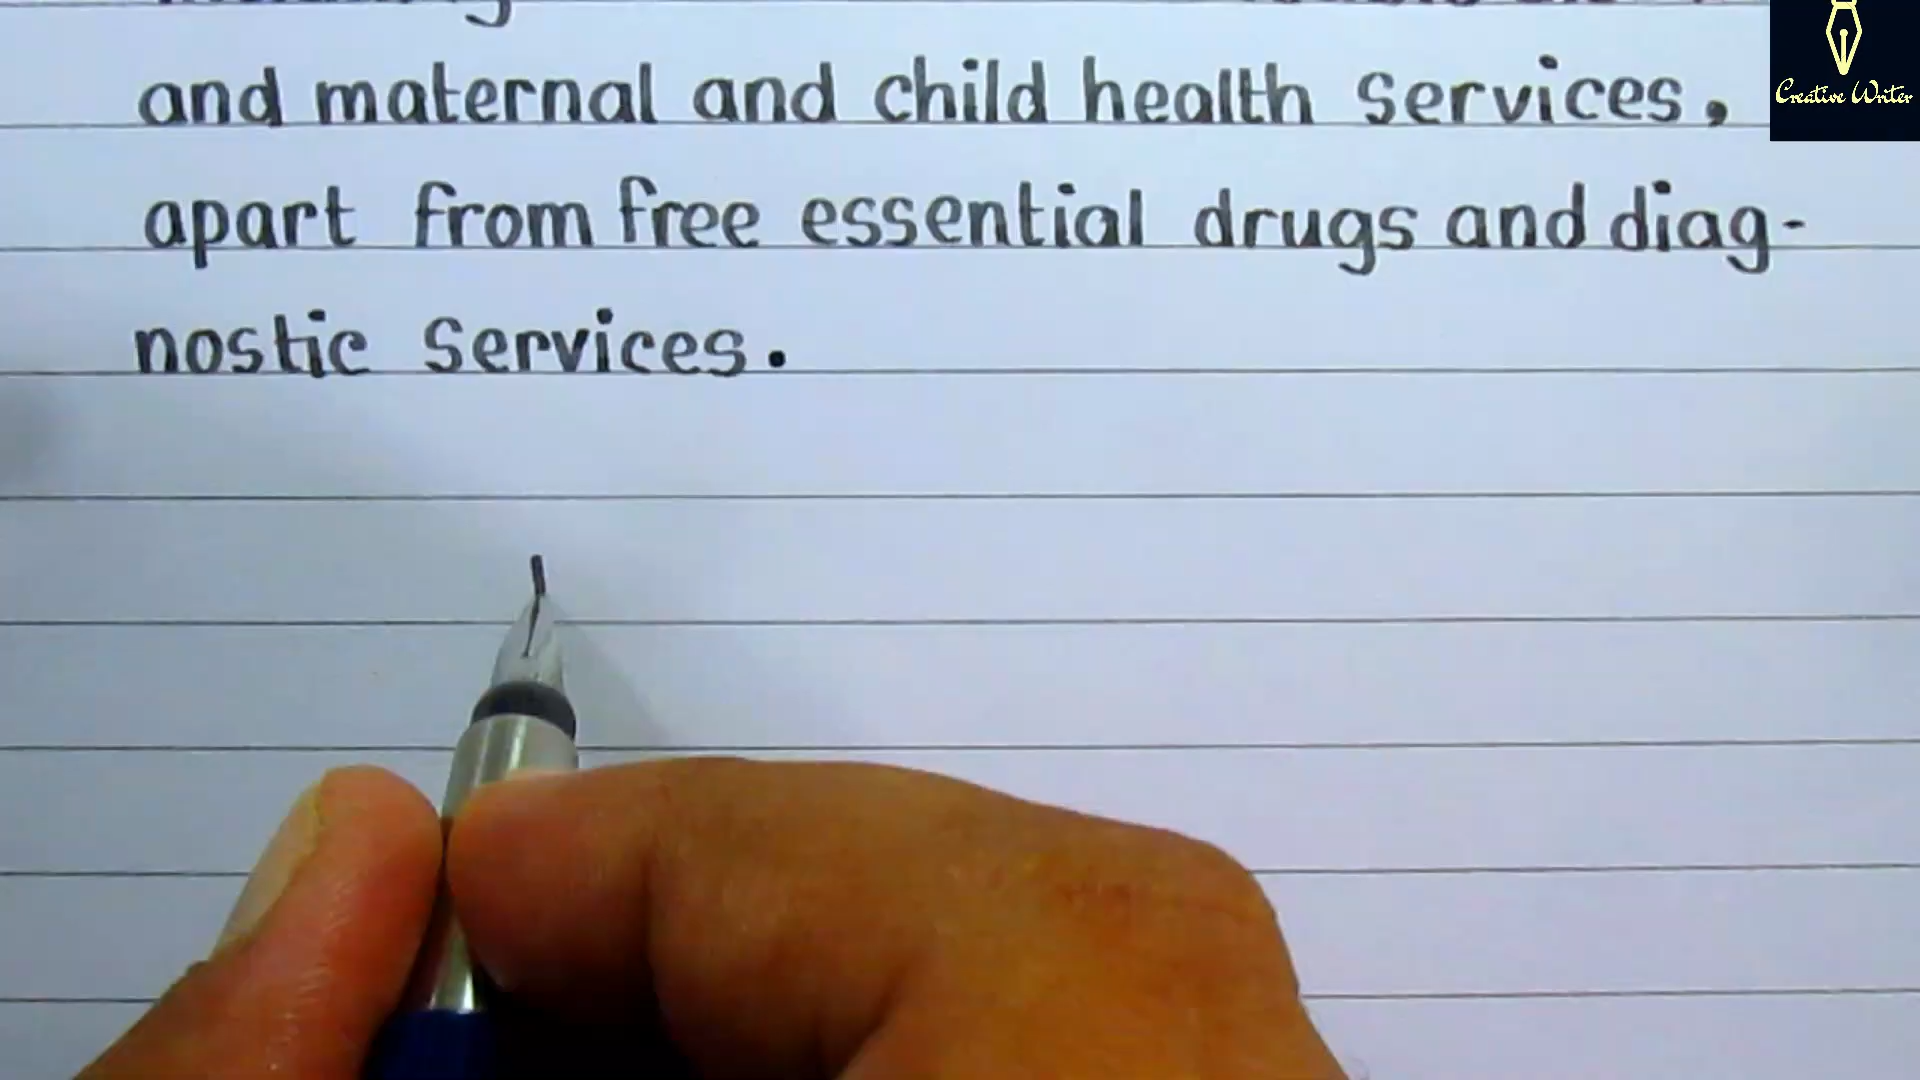 and maternal and child health services,
apart from free essential drugs and diag-
nostic services.
Creative Writer